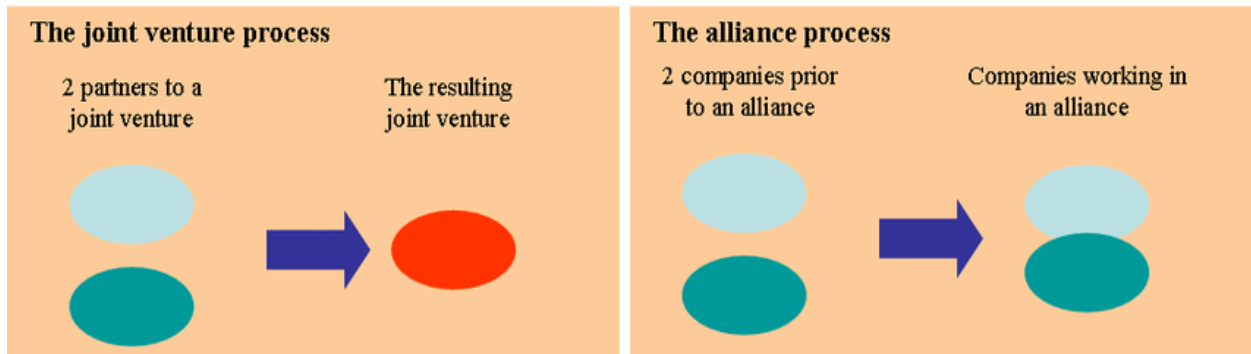 The joint venture process
2 partners to a
joint venture
The resulting
joint venture
The alliance process
2 companies prior
to an alliance
Companies working in
an alliance